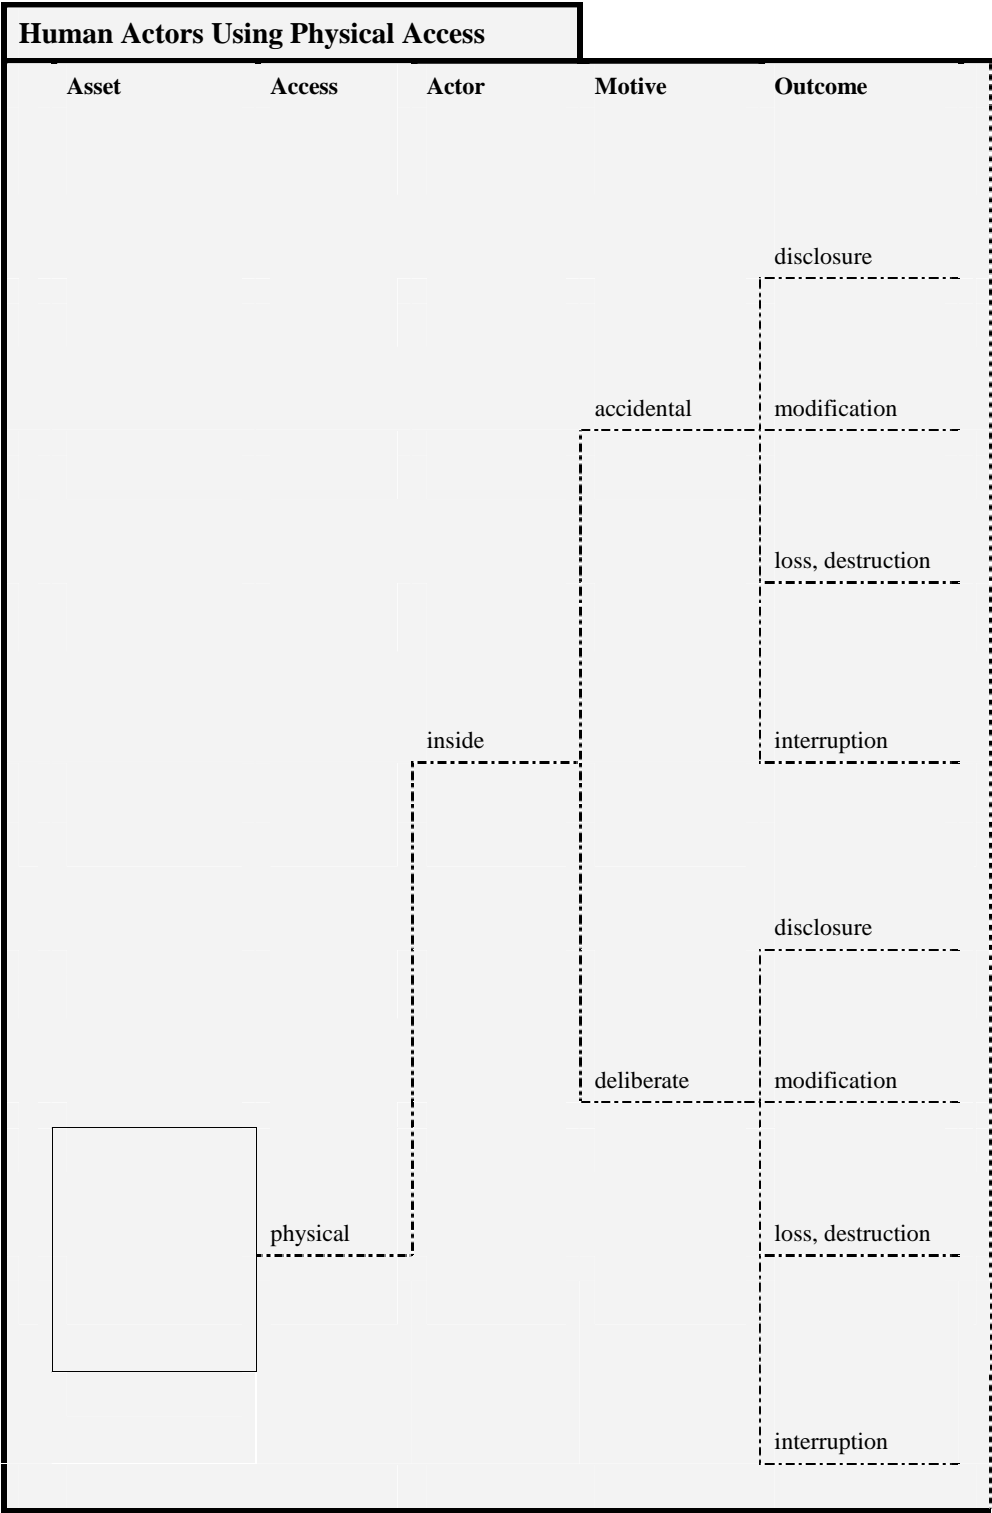 Human Actors Using Physical Access
Asset Access Actor Motive Outcome
disclosure
accidental modification
loss, destruction
inside interruption
disclosure
deliberate modification
physical loss, destruction
interruption